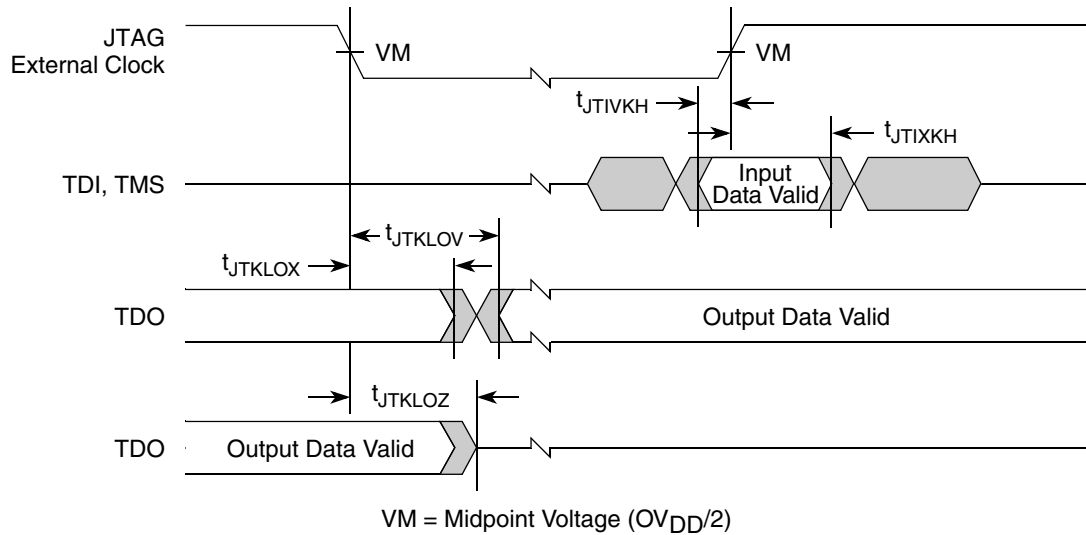 JTAG
External Clock
VM
VM
tJTIVKH
tJTIXKH
TDI, TMS
Input
Data Valid
tJTKLOV
tJTKLOX
TDO
Output Data Valid
tJTKLOZ
TDO
Output Data Valid
VM = Midpoint Voltage (OVDD/2)